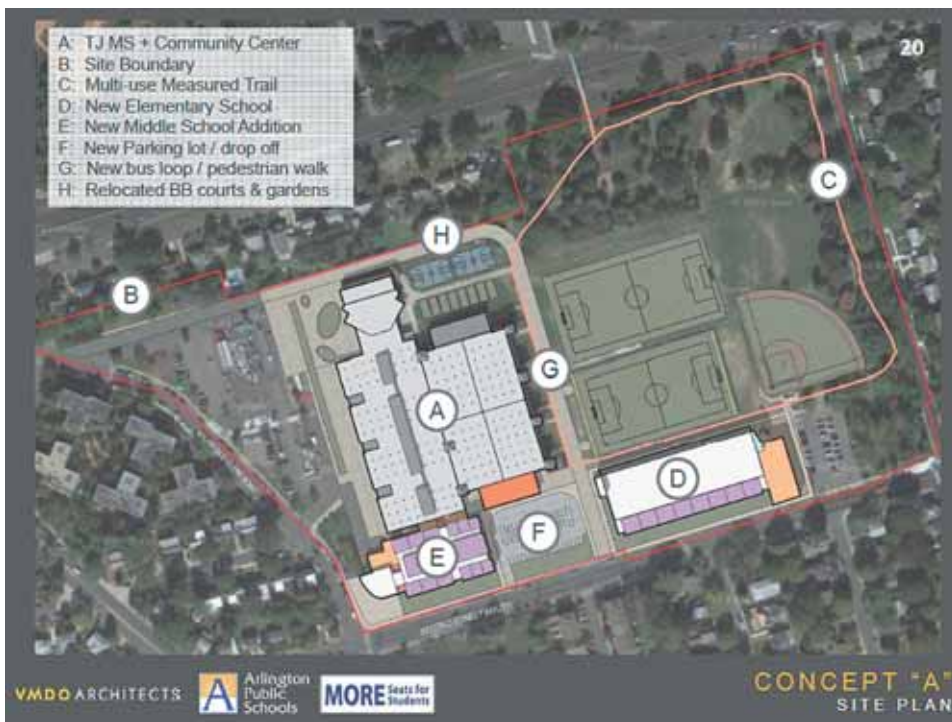 A: TJ MS + Community Center
B: Site Boundary
C: Multi-use Measured Trail
D: New Elementary School
E: New Middle School Addition
F: New Parking lot / drop off
G: New bus loop / pedestrian walk
H: Relocated BB courts & gardens
20
C
H
B
G
A
D
F
E
VMDO ARCHITECTS
A
Arlington
Public
Schools
MORE Seats for
Students
CONCEPT "A"
SITE PLAN